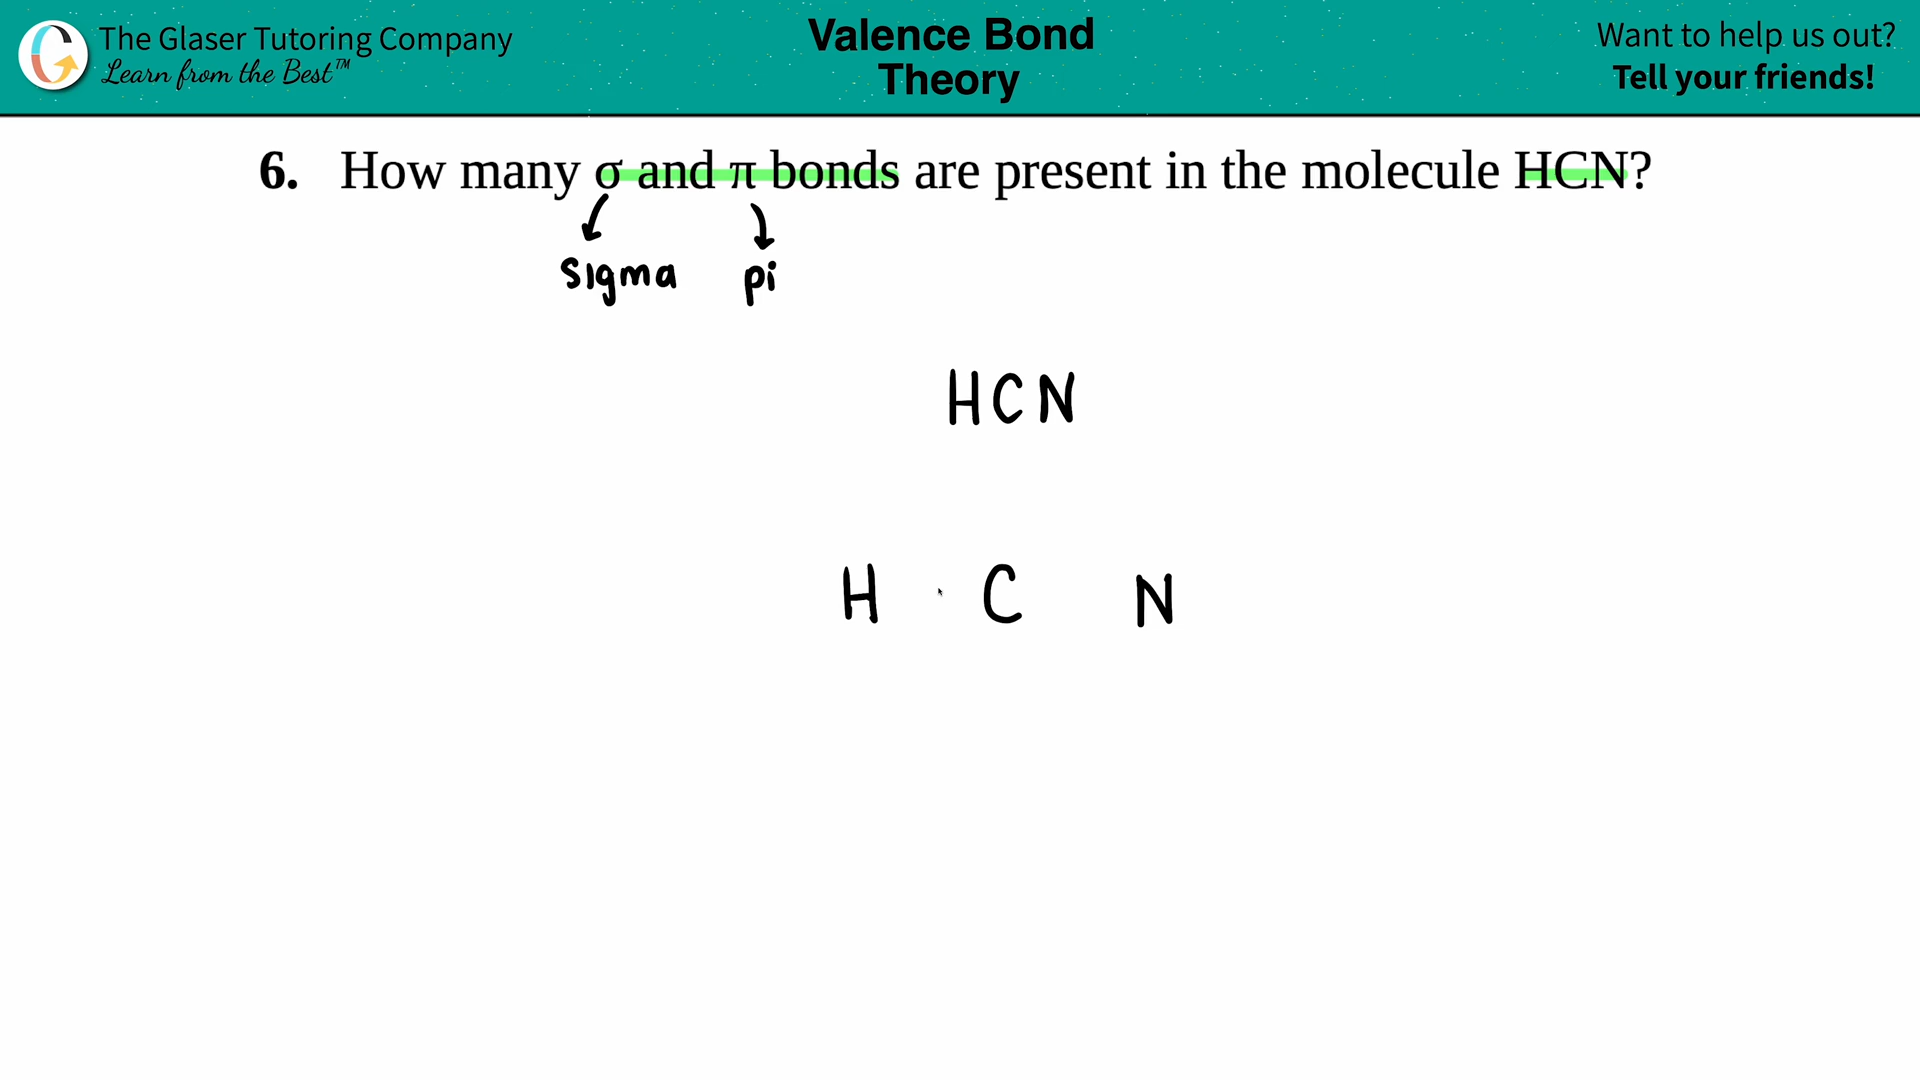 The Glaser Tutoring Company
Learn from the Best™
Valence Bond
Theory
Want to help us out?
Tell your friends!
6. How many σ and π bonds are present in the molecule HCN?
sigma pi
HCN
H C N